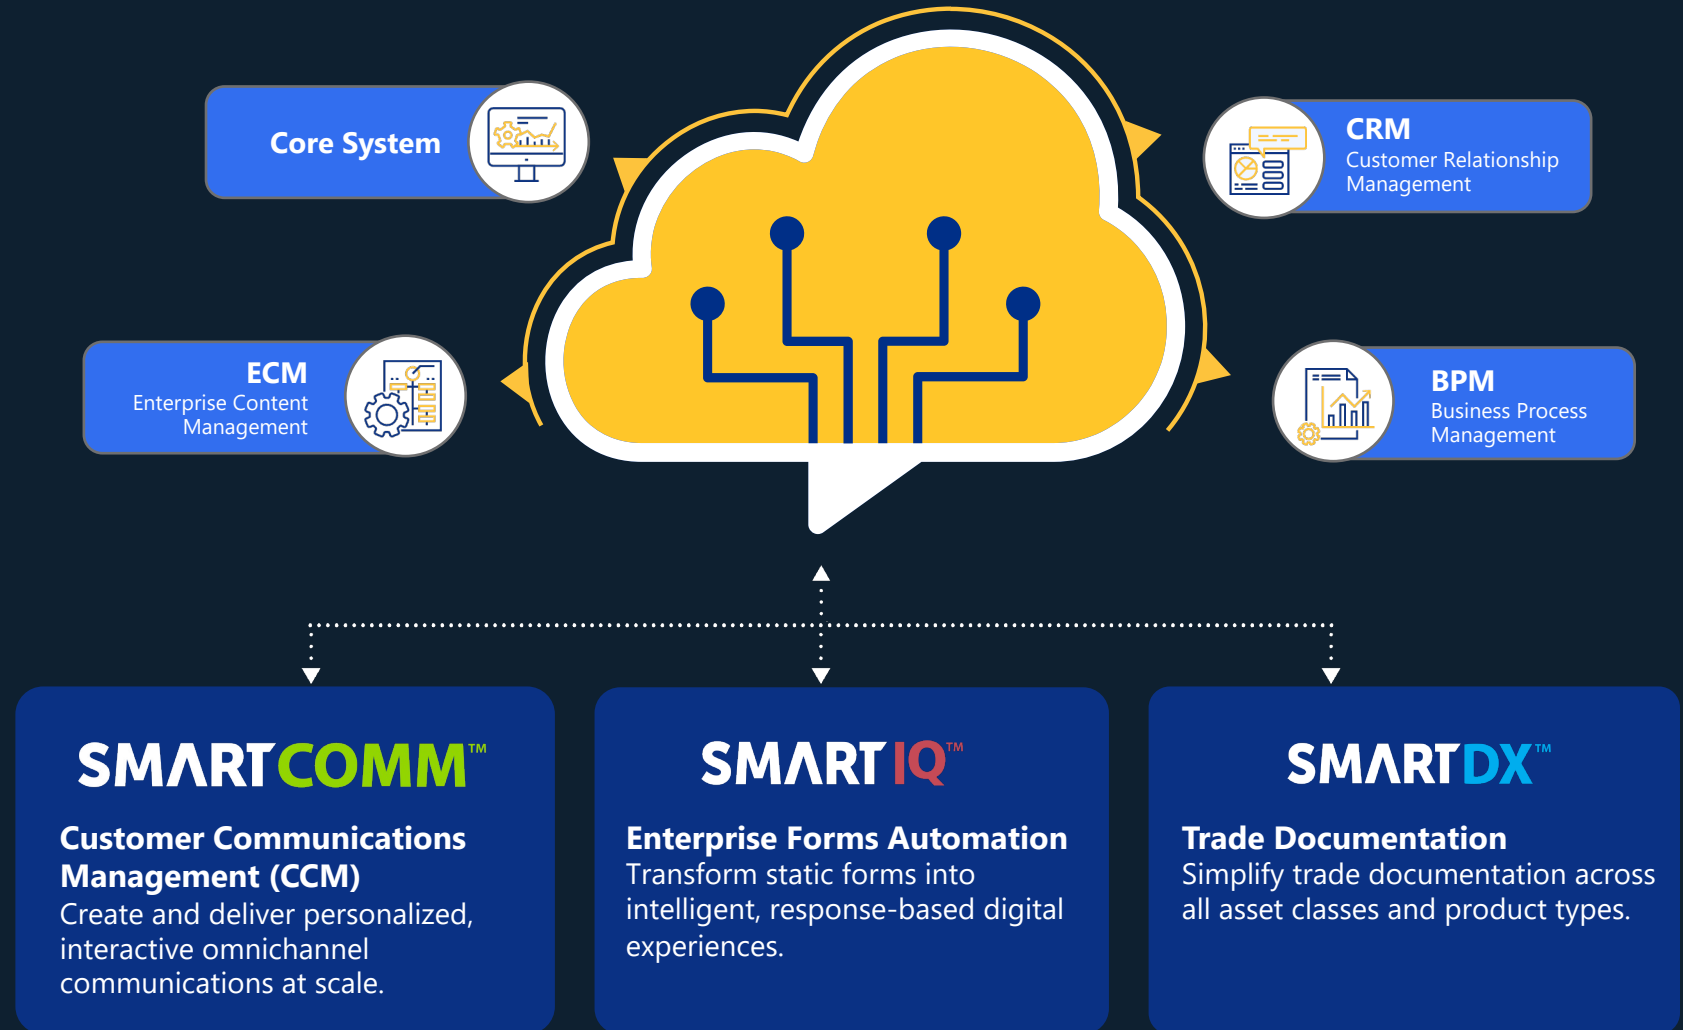 Core System
CRM
Customer Relationship
Management
ECM
Enterprise Content
Management
BPM
Business Process
Management
SMARTCOMM™
Customer Communications
Management (CCM)
Create and deliver personalized,
interactive omnichannel
communications at scale.
SMARTIQ™
Enterprise Forms Automation
Transform static forms into
intelligent, response-based digital
experiences.
SMARTDX™
Trade Documentation
Simplify trade documentation across
all asset classes and product types.